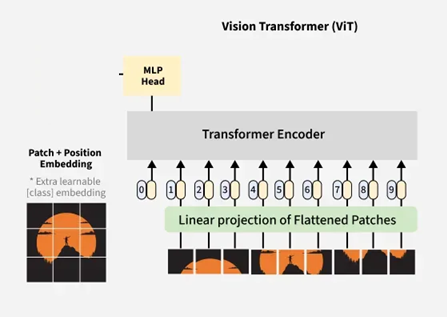 Vision Transformer (ViT)
MLP
Head
Transformer Encoder
Patch + Position
Embedding
* Extra learnable
[class] embedding
0 1 2 3 4 5 6 7 8 9
Linear projection of Flattened Patches